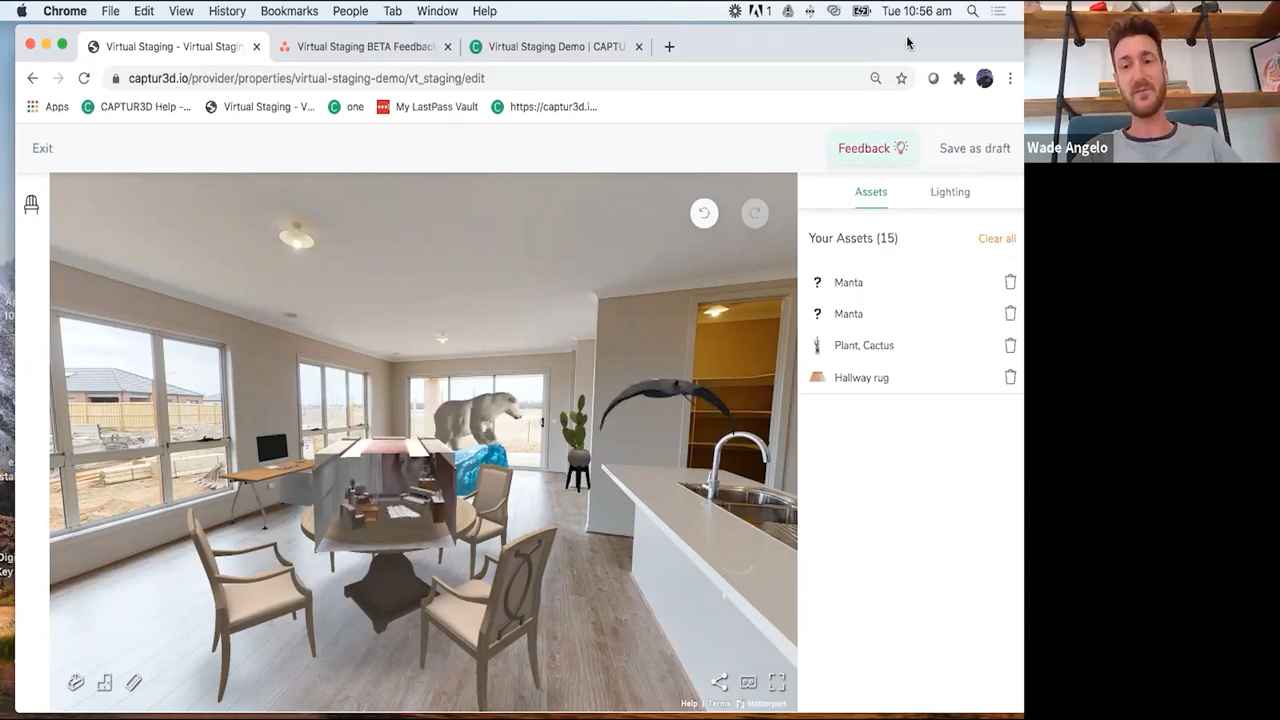 Chrome File Edit View History Bookmarks People Tab Window Help 1 Tue 10:56 am
Virtual Staging - Virtual Stagin Virtual Staging BETA Feedback Virtual Staging Demo | CAPTU
captur3d.io/provider/properties/virtual-staging-demo/vt_staging/edit
Apps CAPTUR3D Help -... Virtual Staging - V... one My LastPass Vault https://captur3d.i...
Wade Angelo
Exit Feedback Save as draft
Assets Lighting
Your Assets (15) Clear all
? Manta
? Manta
Plant, Cactus
Hallway rug
Help | Terms Matterport